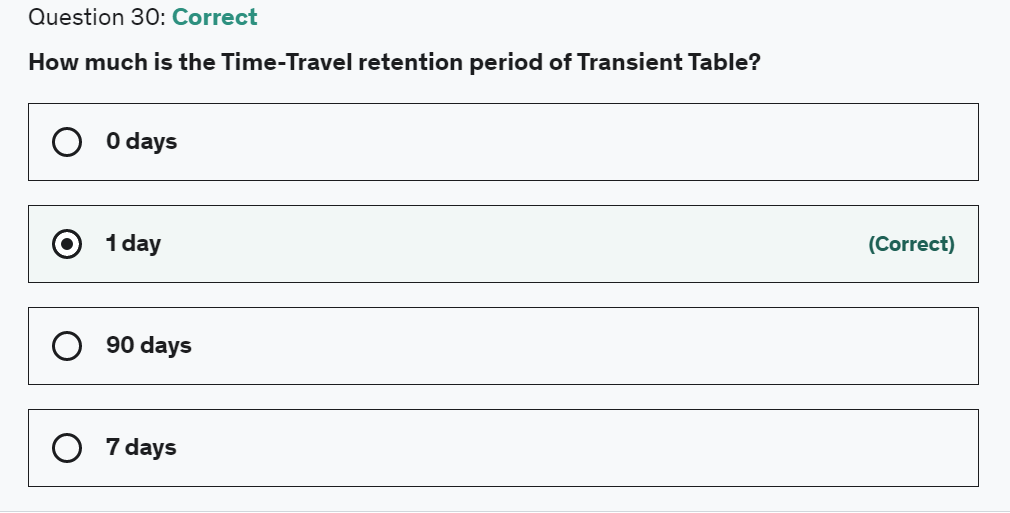 Question 30: Correct
How much is the Time-Travel retention period of Transient Table?
0 days
1 day (Correct)
90 days
7 days